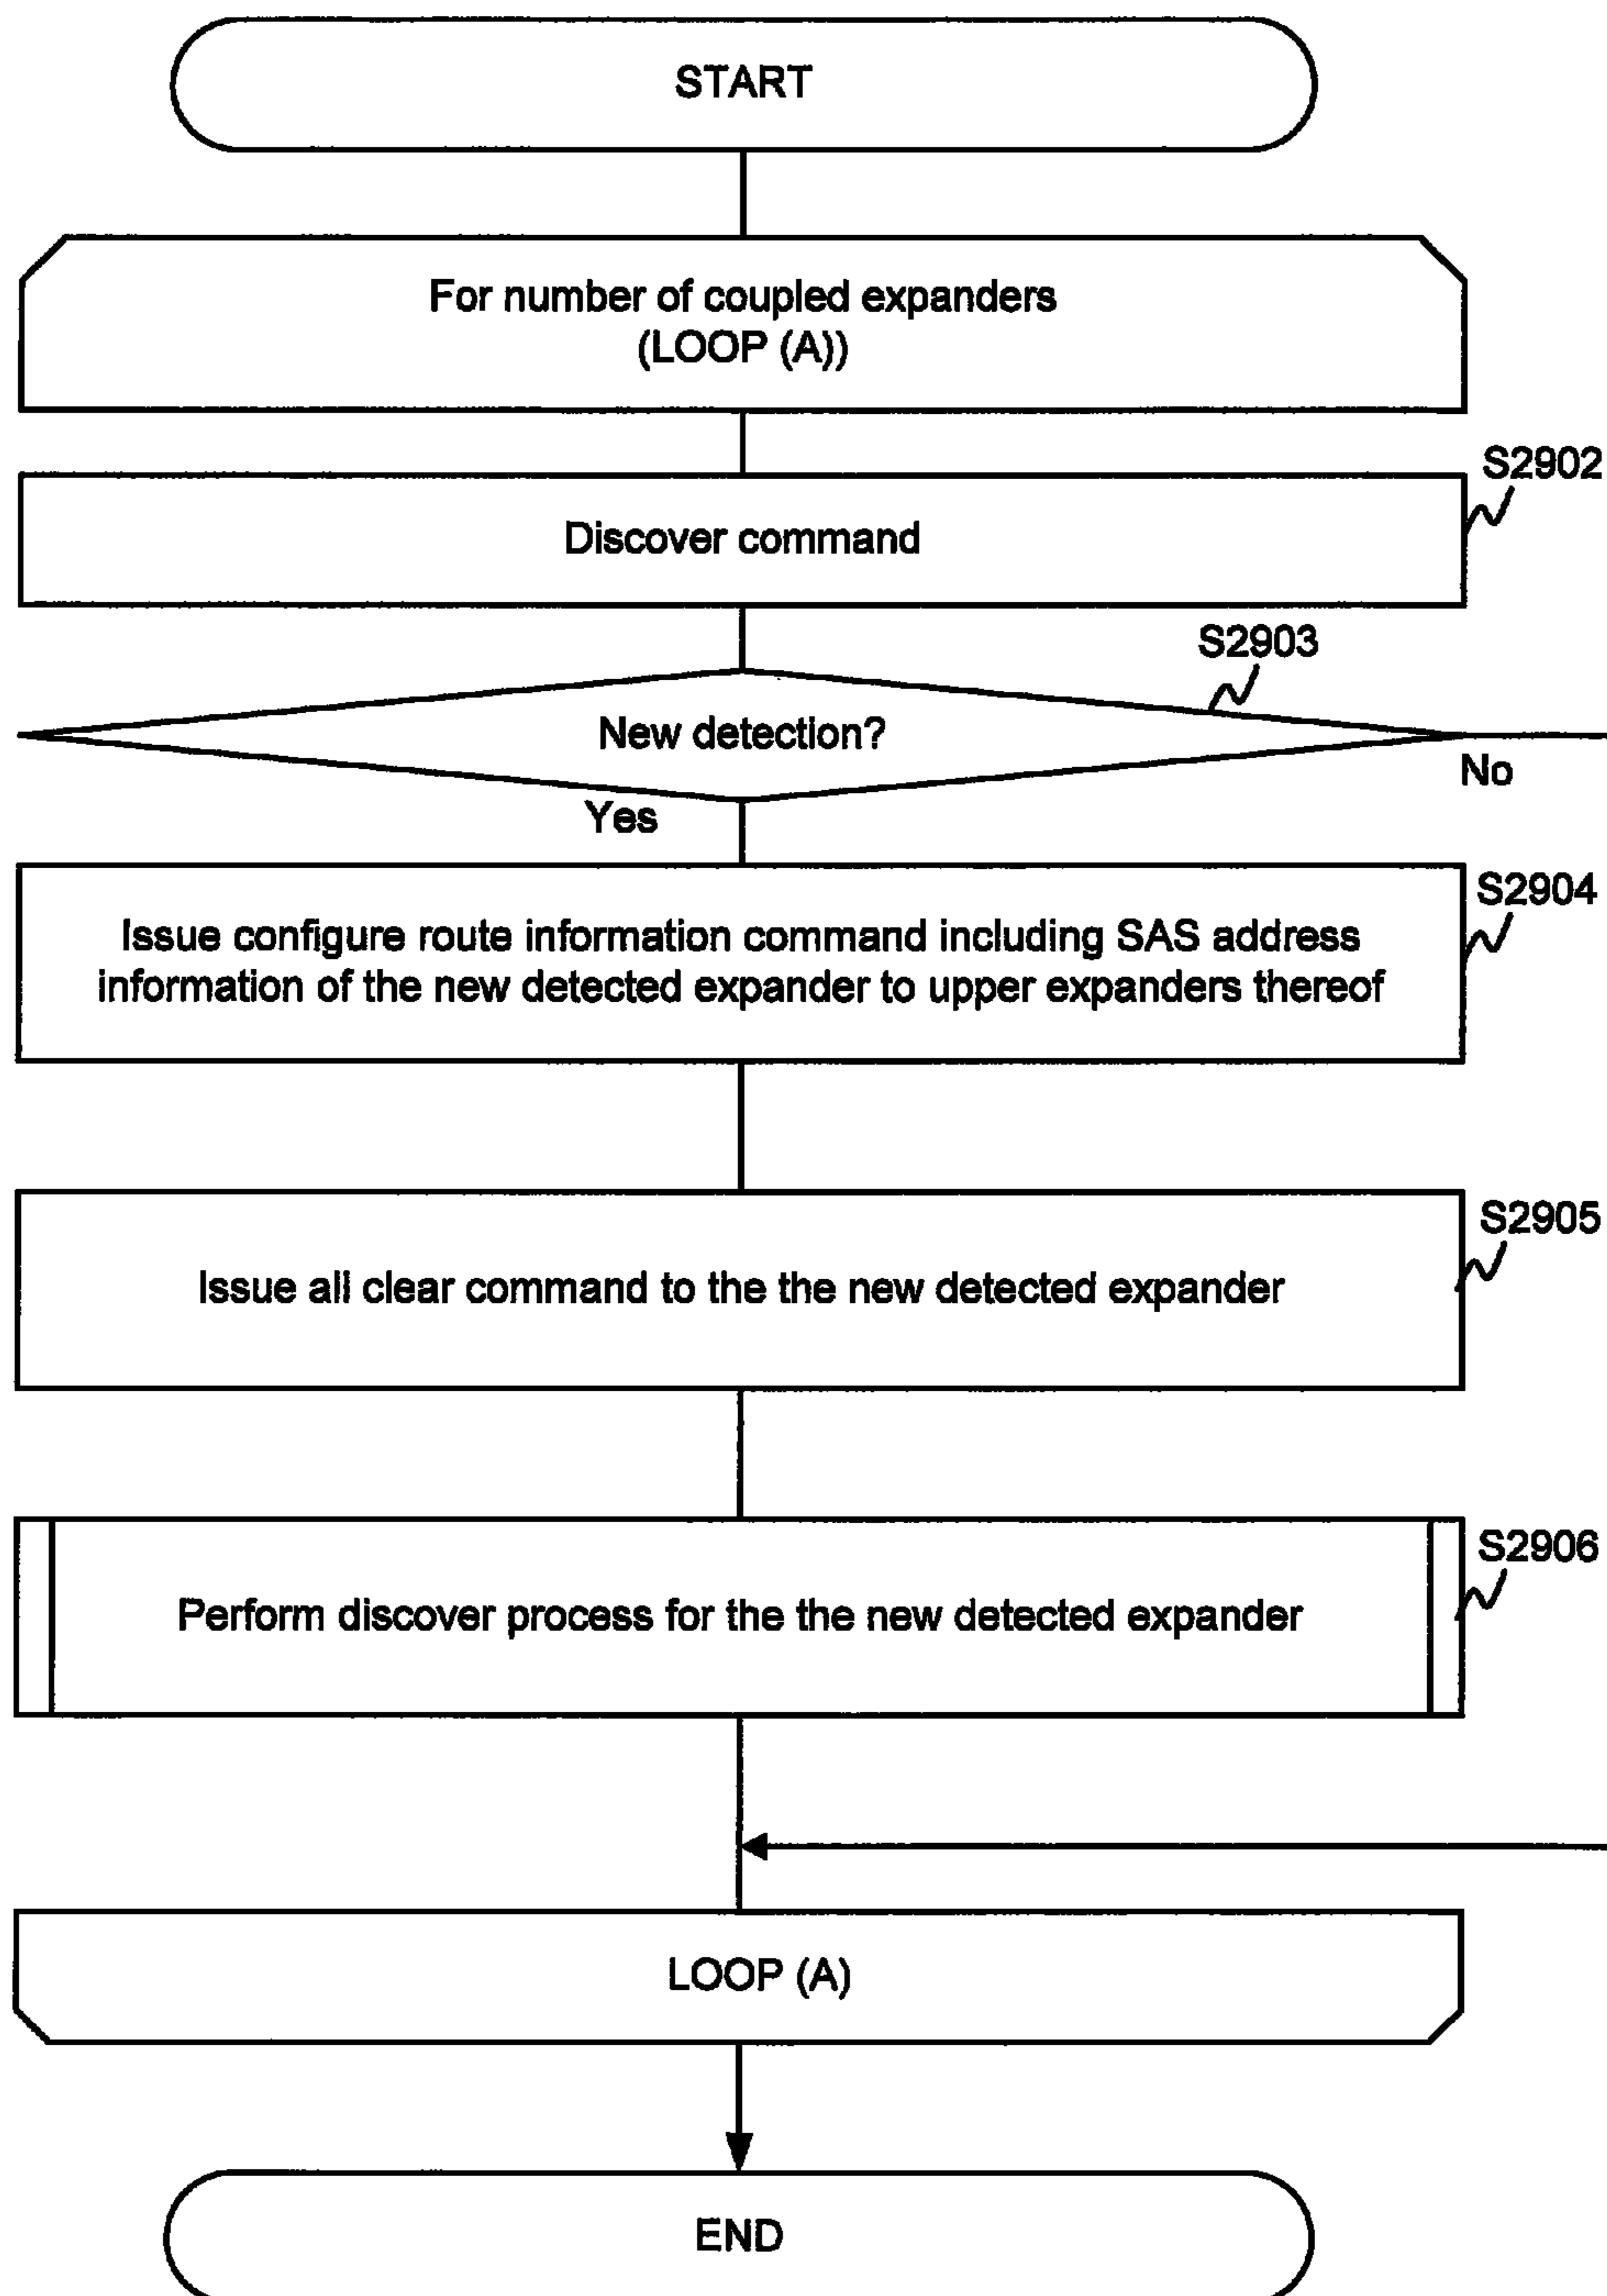 START
For number of coupled expanders
(LOOP (A))
S2902
Discover command
S2903
New detection?
No
Yes
S2904
Issue configure route information command including SAS address
information of the new detected expander to upper expanders thereof
S2905
Issue all clear command to the the new detected expander
S2906
Perform discover process for the the new detected expander
LOOP (A)
END